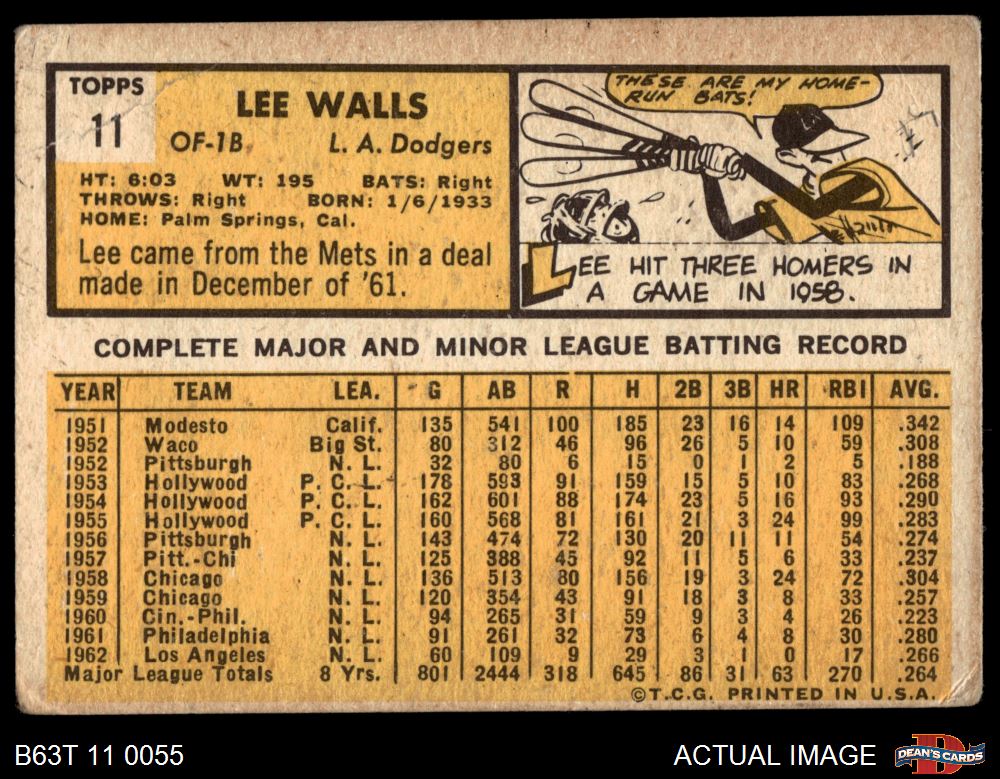 TOPPS
11
LEE WALLS
OF-1B L. A. Dodgers
HT: 6:03 WT: 195 BATS: Right
THROWS: Right BORN: 1/6/1933
HOME: Palm Springs, Cal.
Lee came from the Mets in a deal
made in December of '61.
THESE ARE MY HOME-
RUN BATS!
LEE HIT THREE HOMERS IN
A GAME IN 1958.
COMPLETE MAJOR AND MINOR LEAGUE BATTING RECORD
YEAR TEAM LEA. G AB R H 2B 3B HR RBI AVG.
1951 Modesto Calif. 135 541 100 185 23 16 14 109 .342
1952 Waco Big St. 80 312 46 96 26 5 10 59 .308
1952 Pittsburgh N. L. 32 80 6 15 0 1 2 5 .188
1953 Hollywood P. C. L. 178 593 91 159 15 5 10 83 .268
1954 Hollywood P. C. L. 162 601 88 174 23 5 16 93 .290
1955 Hollywood P. C. L. 160 568 81 161 21 3 24 99 .283
1956 Pittsburgh N. L. 143 474 72 130 20 11 11 54 .274
1957 Pitt.-Chi N. L. 125 388 45 92 11 5 6 33 .237
1958 Chicago N. L. 136 513 80 156 19 3 24 72 .304
1959 Chicago N. L. 120 354 43 91 18 3 8 33 .257
1960 Cin.-Phil. N. L. 94 265 31 59 9 3 4 26 .223
1961 Philadelphia N. L. 91 261 32 73 6 4 8 30 .280
1962 Los Angeles N. L. 60 109 9 29 3 1 0 17 .266
Major League Totals 8 Yrs. 801 2444 318 645 86 31 63 270 .264
©T.C.G. PRINTED IN U.S.A.
B63T 11 0055 ACTUAL IMAGE
DEAN'S CARDS